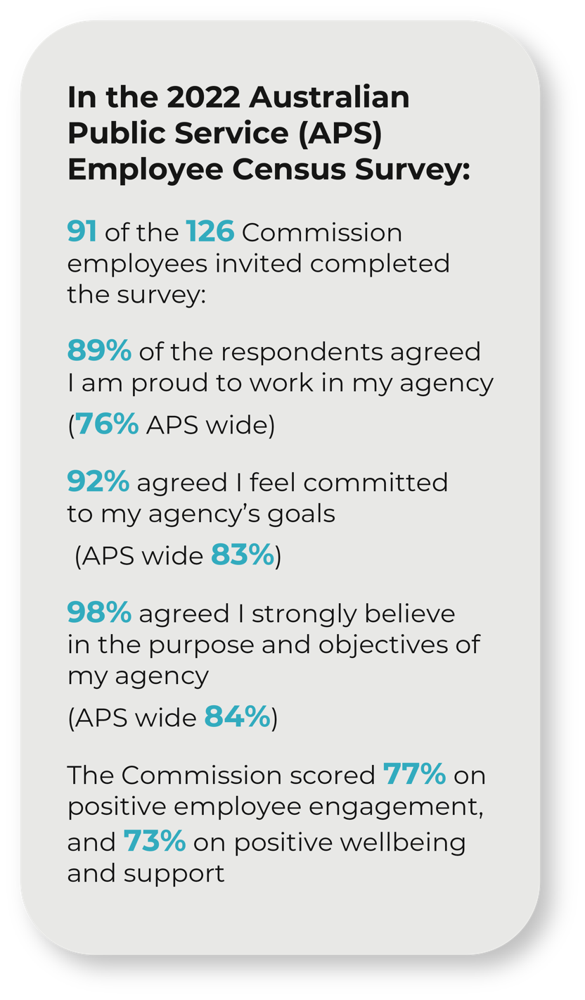 In the 2022 Australian
Public Service (APS)
Employee Census Survey:
91 of the 126 Commission
employees invited completed
the survey:
89% of the respondents agreed
I am proud to work in my agency
(76% APS wide)
92% agreed I feel committed
to my agency’s goals
(APS wide 83%)
98% agreed I strongly believe
in the purpose and objectives of
my agency
(APS wide 84%)
The Commission scored 77% on
positive employee engagement,
and 73% on positive wellbeing
and support